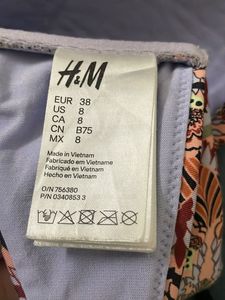 H&M
EUR 38
US 8
CA 8
CN B75
MX 8
Made in Vietnam
Fabricado em Vietname
Fabriqué en Vietnam
Hecho en Vietnam
O/N 756380
P/N 0340853 3